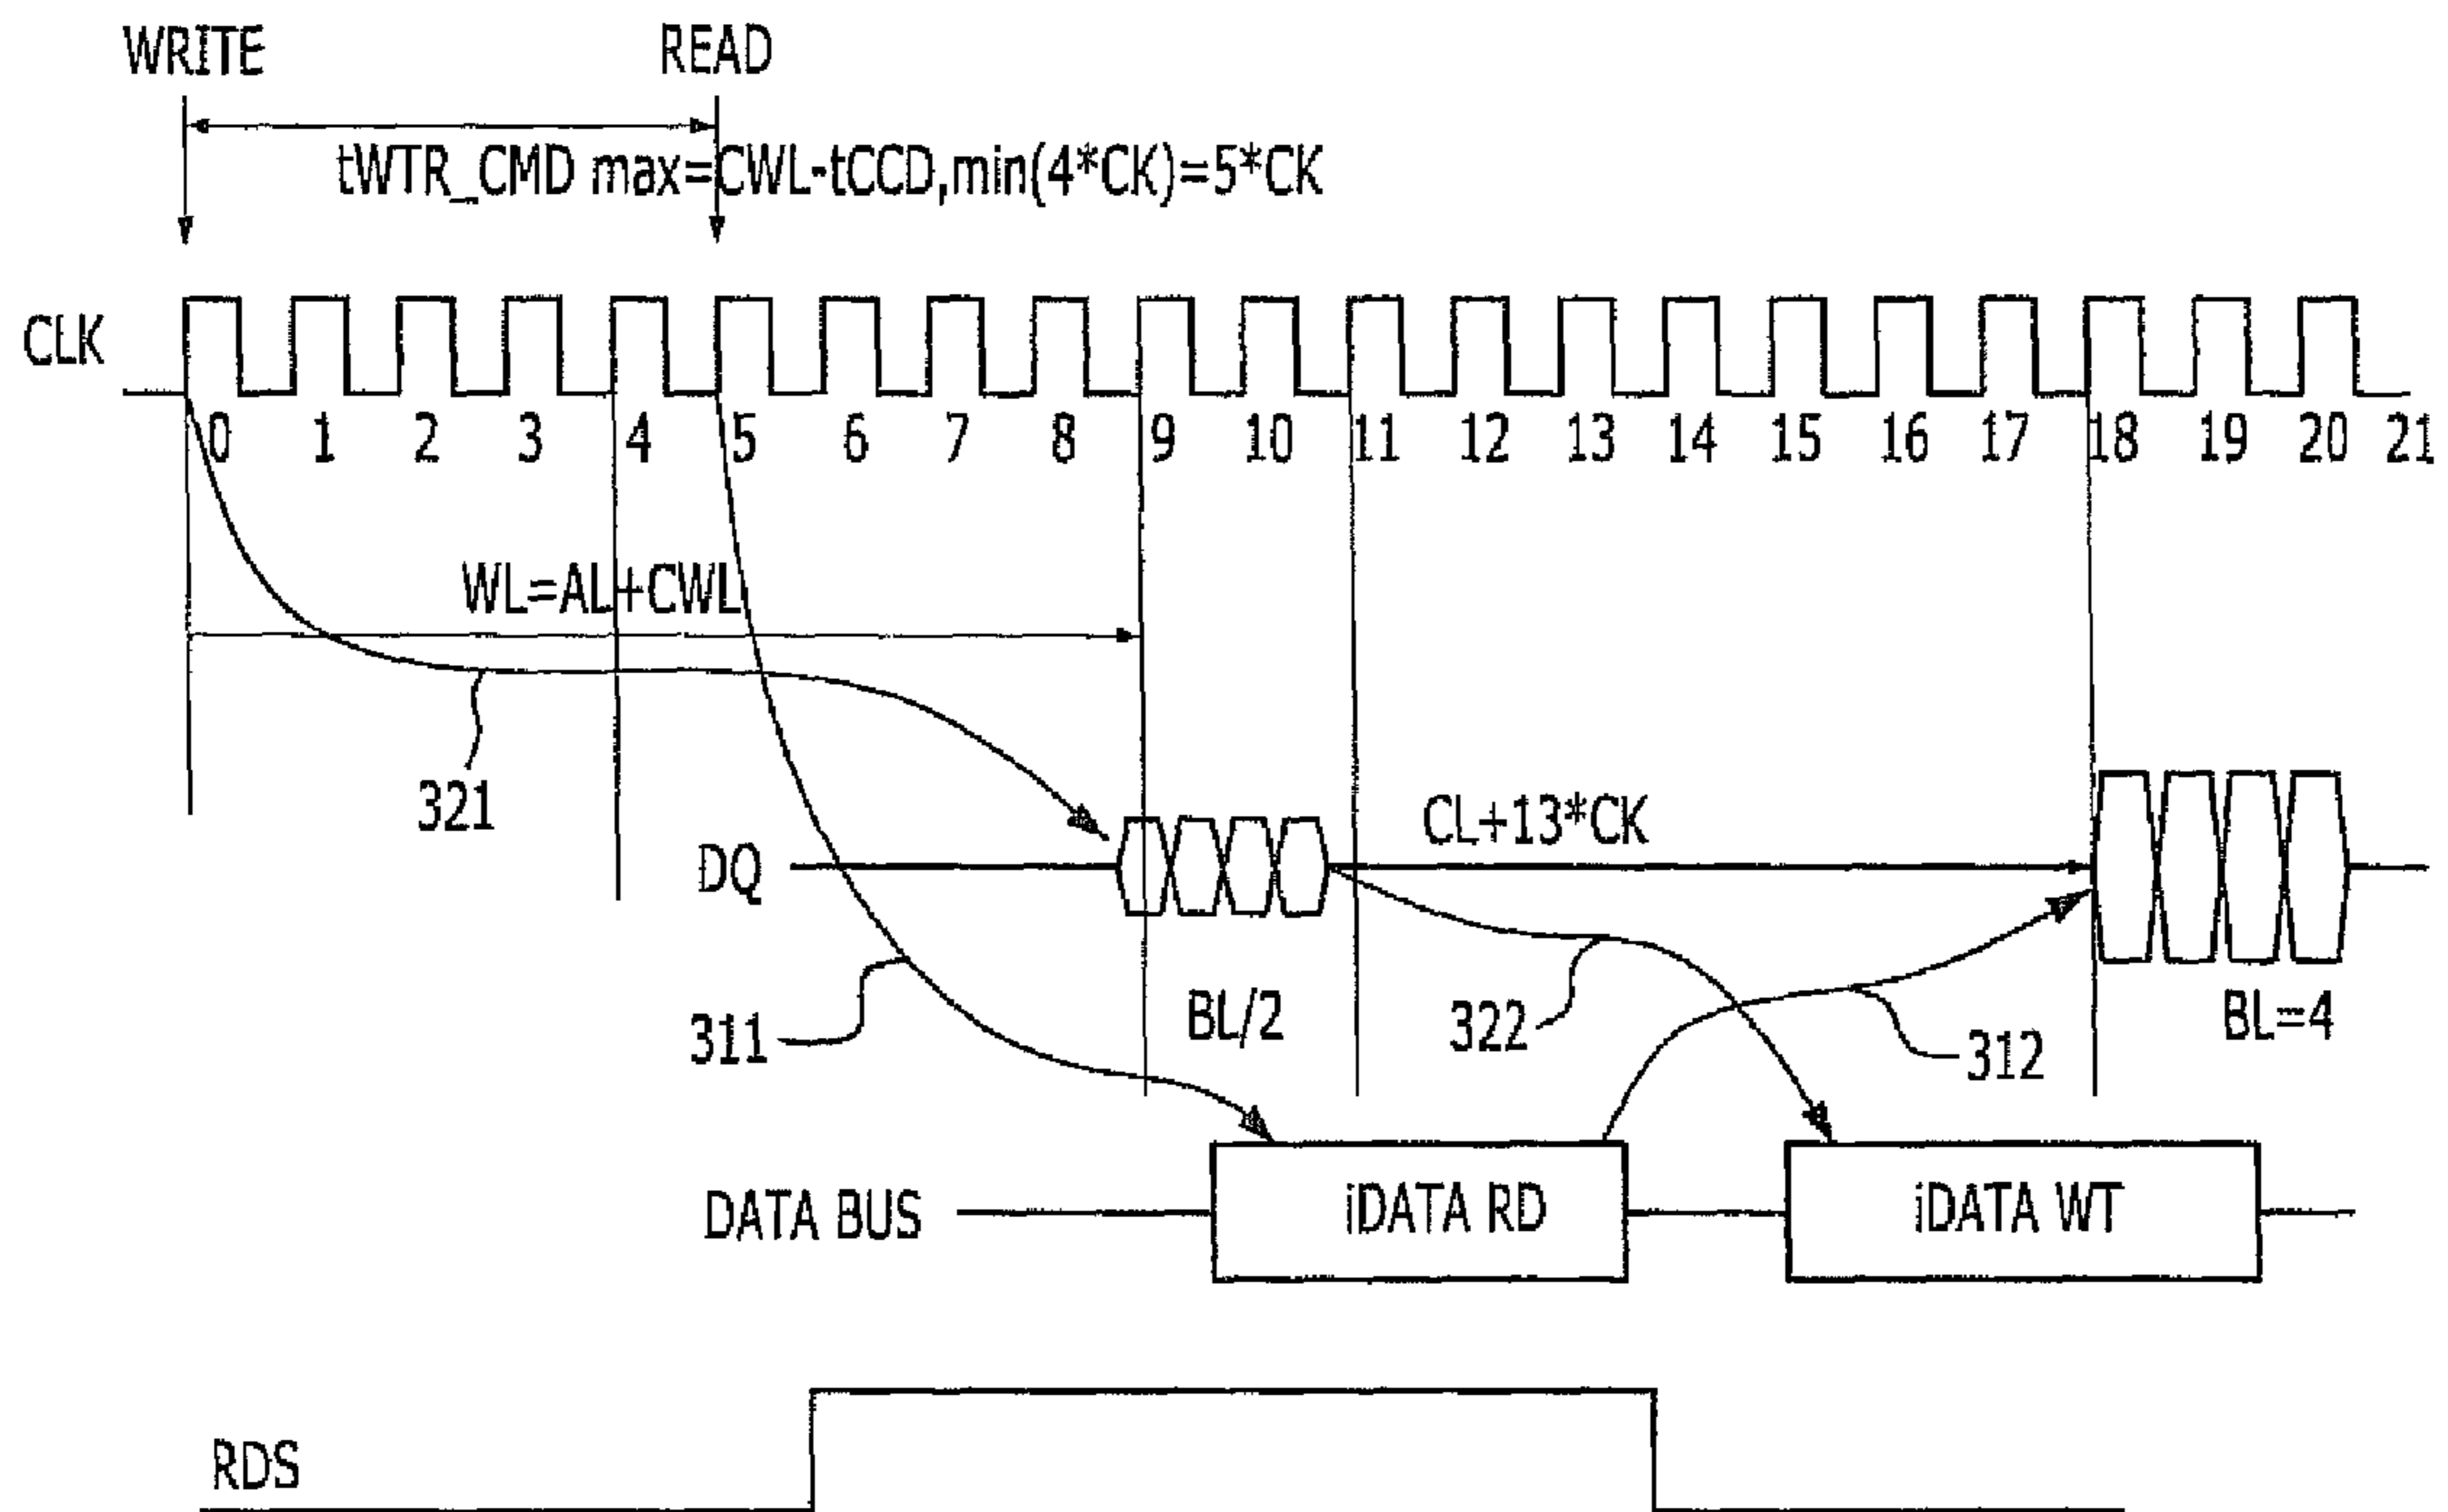 WRITE READ
tWTR_CMD max=CWL-tCCD,min(4*CK)=5*CK
CLK
0 1 2 3 4 5 6 7 8 9 10 11 12 13 14 15 16 17 18 19 20 21
WL=AL+CWL
321
CL+13*CK
DQ
311
BL/2
322
312
BL=4
DATA BUS
iDATA RD
iDATA WT
RDS